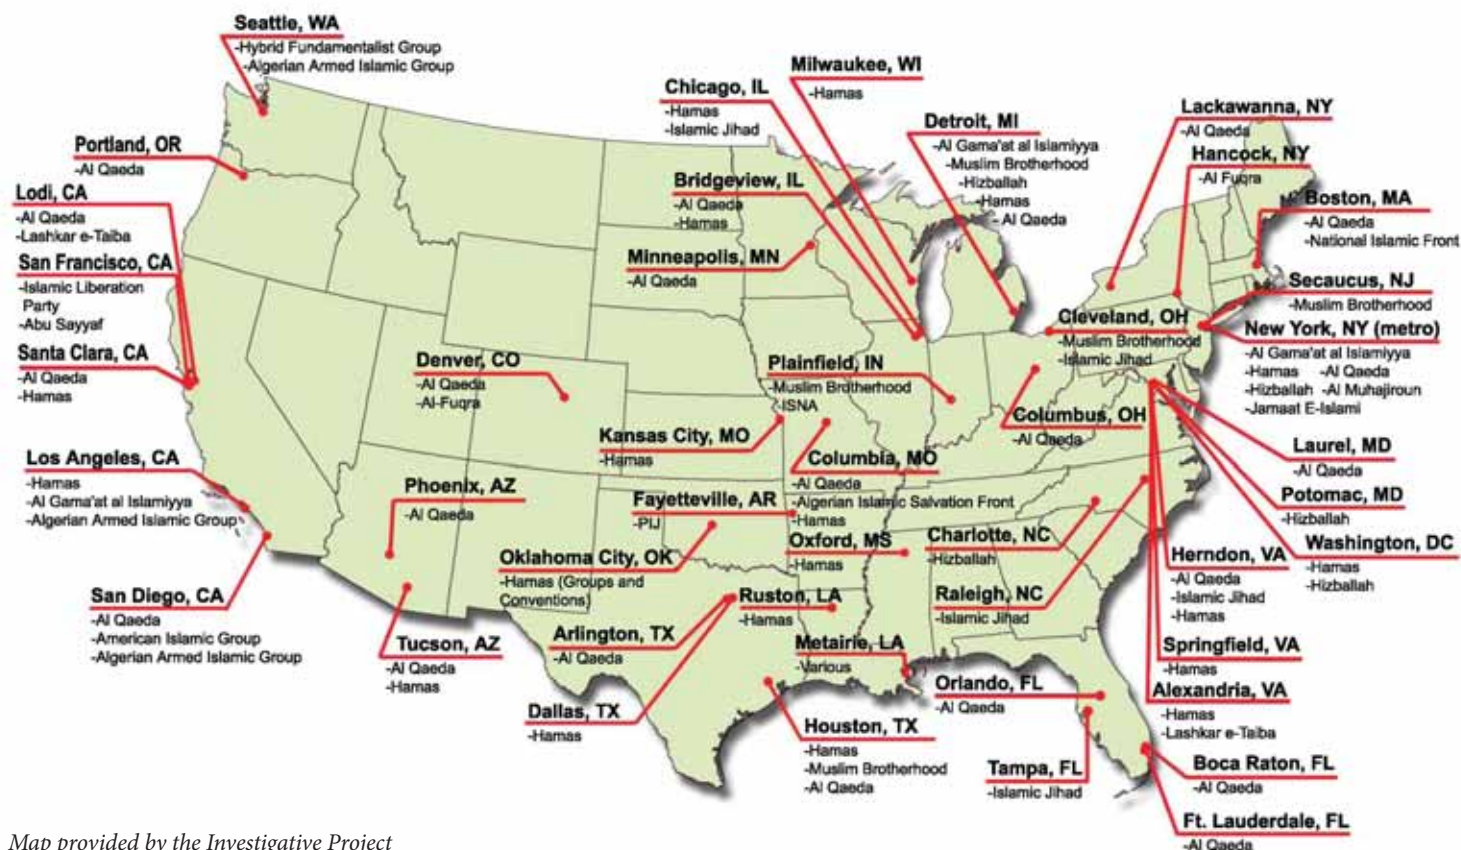 Seattle, WA
-Hybrid Fundamentalist Group
-Algerian Armed Islamic Group
Portland, OR
-Al Qaeda
Lodi, CA
-Al Qaeda
-Lashkar e-Taiba
San Francisco, CA
-Islamic Liberation
Party
-Abu Sayyaf
Santa Clara, CA
-Al Qaeda
-Hamas
Los Angeles, CA
-Hamas
-Al Gama'at al Islamiyya
-Algerian Armed Islamic Group
San Diego, CA
-Al Qaeda
-American Islamic Group
-Algerian Armed Islamic Group
Phoenix, AZ
-Al Qaeda
Tucson, AZ
-Al Qaeda
-Hamas
Denver, CO
-Al Qaeda
-Al-Fuqra
Chicago, IL
-Hamas
-Islamic Jihad
Milwaukee, WI
-Hamas
Bridgeview, IL
-Al Qaeda
-Hamas
Minneapolis, MN
-Al Qaeda
Detroit, MI
-Al Gama'at al Islamiyya
-Muslim Brotherhood
-Hizballah
-Hamas
- Al Qaeda
Plainfield, IN
-Muslim Brotherhood
-ISNA
Kansas City, MO
-Hamas
Columbia, MO
-Al Qaeda
-Algerian Islamic Salvation Front
-Hamas
Fayetteville, AR
-PIJ
Oklahoma City, OK
-Hamas (Groups and
Conventions)
Arlington, TX
-Al Qaeda
Dallas, TX
-Hamas
Houston, TX
-Hamas
-Muslim Brotherhood
-Al Qaeda
Ruston, LA
-Hamas
Metairie, LA
-Various
Oxford, MS
-Hamas
Charlotte, NC
-Hizballah
Raleigh, NC
-Islamic Jihad
Orlando, FL
-Al Qaeda
Tampa, FL
-Islamic Jihad
Boca Raton, FL
-Al Qaeda
Ft. Lauderdale, FL
-Al Qaeda
Lackawanna, NY
-Al Qaeda
Hancock, NY
-Al Fuqra
Boston, MA
-Al Qaeda
-National Islamic Front
Secaucus, NJ
-Muslim Brotherhood
New York, NY (metro)
-Al Gama'at al Islamiyya
-Hamas -Al Qaeda
-Hizballah -Al Muhajiroun
-Jamaat E-Islami
Cleveland, OH
-Muslim Brotherhood
-Islamic Jihad
Columbus, OH
-Al Qaeda
Laurel, MD
-Al Qaeda
Potomac, MD
-Hizballah
Washington, DC
-Hamas
-Hizballah
Herndon, VA
-Al Qaeda
-Islamic Jihad
-Hamas
Springfield, VA
-Hamas
Alexandria, VA
-Hamas
-Lashkar e-Taiba
Map provided by the Investigative Project